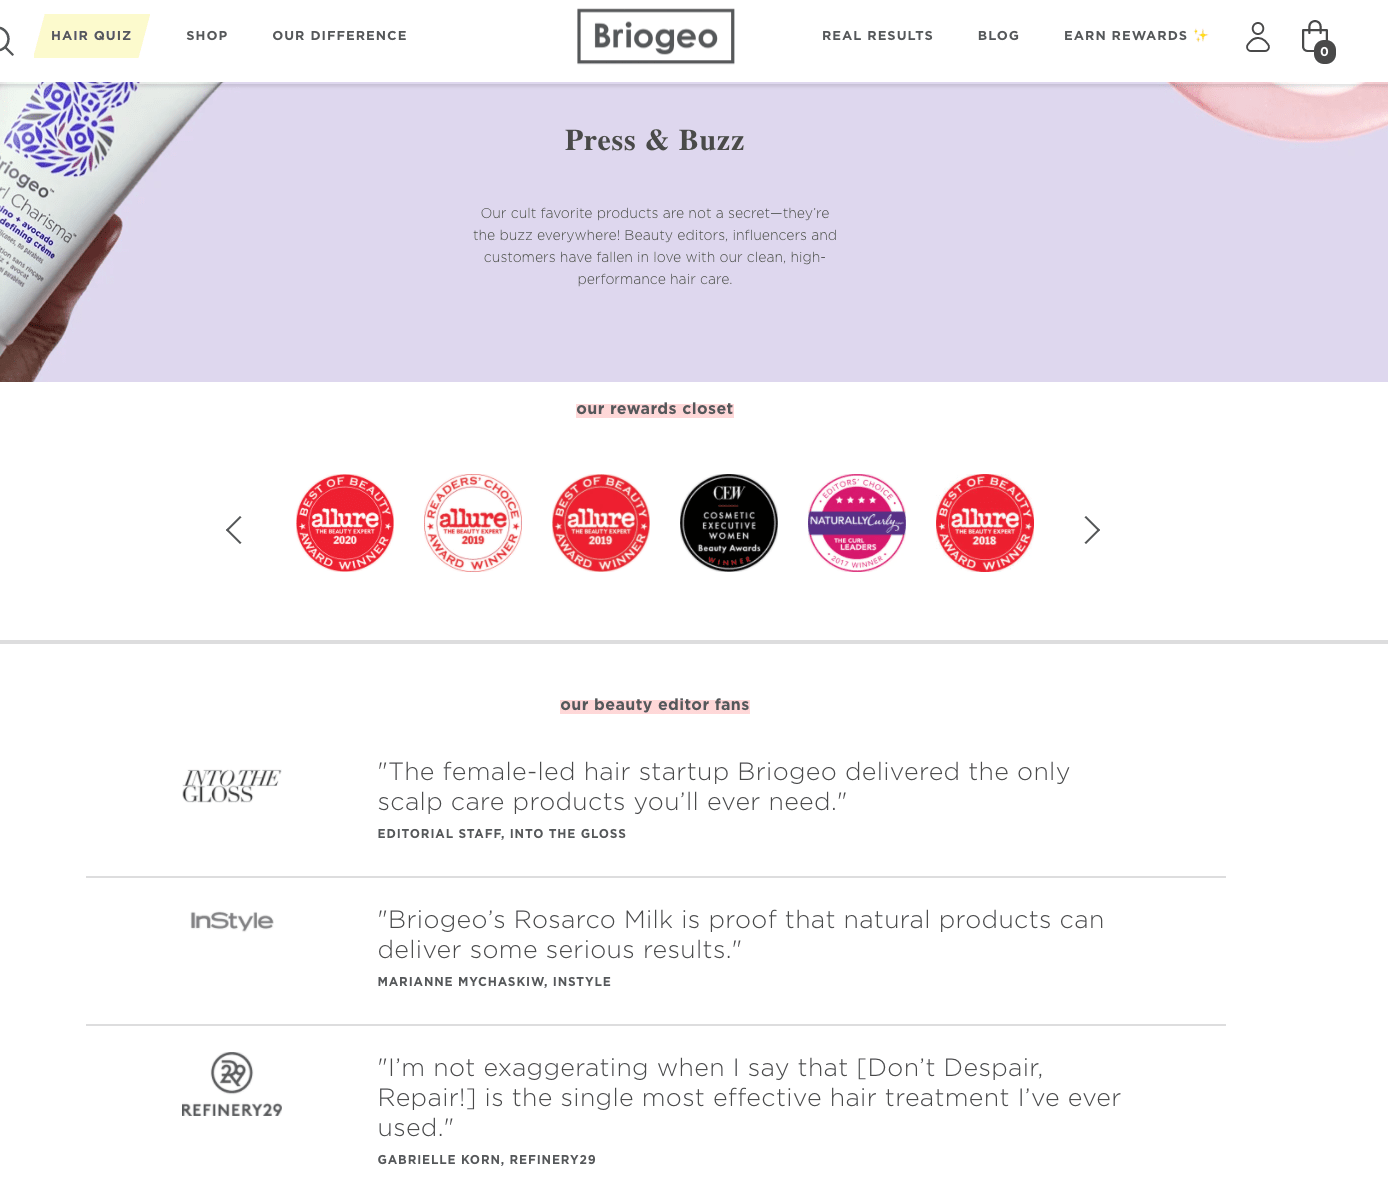 HAIR QUIZ
SHOP
OUR DIFFERENCE
Briogeo
REAL RESULTS
BLOG
EARN REWARDS ✨
0
Press & Buzz
Our cult favorite products are not a secret—they’re
the buzz everywhere! Beauty editors, influencers and
customers have fallen in love with our clean, high-
performance hair care.
our rewards closet
BEST OF BEAUTY
allure
THE BEAUTY EXPERT
2020
AWARD WINNER
READERS' CHOICE
allure
THE BEAUTY EXPERT
2019
AWARD WINNER
BEST OF BEAUTY
allure
THE BEAUTY EXPERT
2019
AWARD WINNER
CEW
COSMETIC
EXECUTIVE
WOMEN
Beauty Awards
WINNER
EDITORS' CHOICE
NATURALLYCurly
THE CURL
LEADERS
2017 WINNER
BEST OF BEAUTY
allure
THE BEAUTY EXPERT
2018
AWARD WINNER
our beauty editor fans
INTO THE
GLOSS
"The female-led hair startup Briogeo delivered the only
scalp care products you’ll ever need."
EDITORIAL STAFF, INTO THE GLOSS
InStyle
"Briogeo’s Rosarco Milk is proof that natural products can
deliver some serious results."
MARIANNE MYCHASKIW, INSTYLE
R29
REFINERY29
"I’m not exaggerating when I say that [Don’t Despair,
Repair!] is the single most effective hair treatment I’ve ever
used."
GABRIELLE KORN, REFINERY29